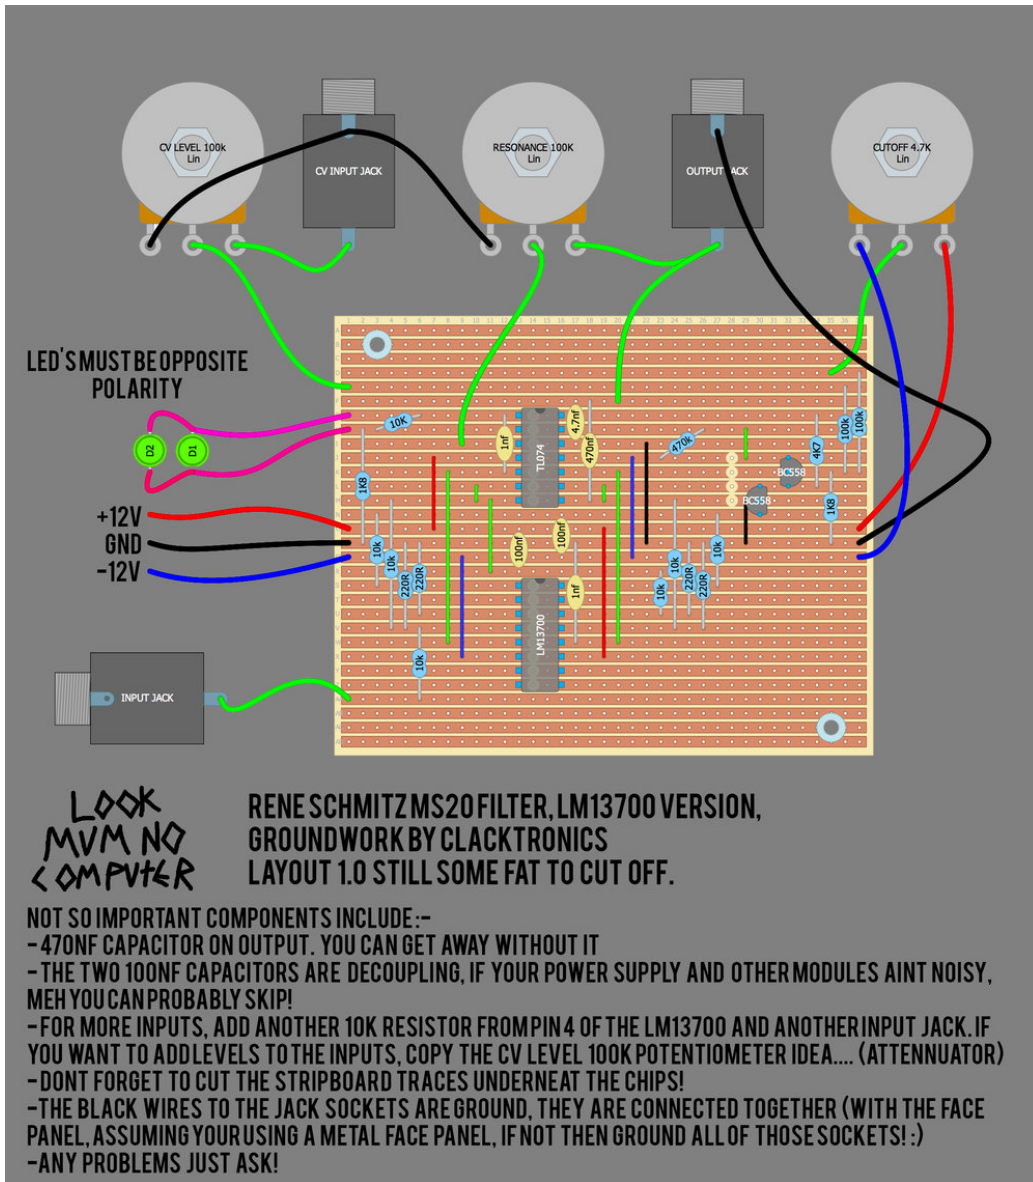 CV LEVEL 100k
Lin
CV INPUT JACK
RESONANCE 100K
Lin
OUTPUT JACK
CUTOFF 4.7K
Lin
LED'S MUST BE OPPOSITE
POLARITY
D2
D1
10K
1K8
1nf
TL074
4.7nf
470nf
470k
4K7
100k
100k
BC558
BC558
1K8
+12V
GND
-12V
10k
10k
220R
220R
100nf
100nf
10k
10k
220R
220R
10k
1nf
LM13700
10k
INPUT JACK
LOOK
MVM NO
COMPVTER
RENE SCHMITZ MS20 FILTER, LM13700 VERSION,
GROUNDWORK BY CLACKTRONICS
LAYOUT 1.0 STILL SOME FAT TO CUT OFF.
NOT SO IMPORTANT COMPONENTS INCLUDE :-
- 470NF CAPACITOR ON OUTPUT. YOU CAN GET AWAY WITHOUT IT
- THE TWO 100NF CAPACITORS ARE DECOUPLING, IF YOUR POWER SUPPLY AND OTHER MODULES AINT NOISY,
MEH YOU CAN PROBABLY SKIP!
- FOR MORE INPUTS, ADD ANOTHER 10K RESISTOR FROM PIN 4 OF THE LM13700 AND ANOTHER INPUT JACK. IF
YOU WANT TO ADD LEVELS TO THE INPUTS, COPY THE CV LEVEL 100K POTENTIOMETER IDEA.... (ATTENNUATOR)
- DONT FORGET TO CUT THE STRIPBOARD TRACES UNDERNEAT THE CHIPS!
- THE BLACK WIRES TO THE JACK SOCKETS ARE GROUND, THEY ARE CONNECTED TOGETHER (WITH THE FACE
PANEL, ASSUMING YOUR USING A METAL FACE PANEL, IF NOT THEN GROUND ALL OF THOSE SOCKETS! :)
- ANY PROBLEMS JUST ASK!